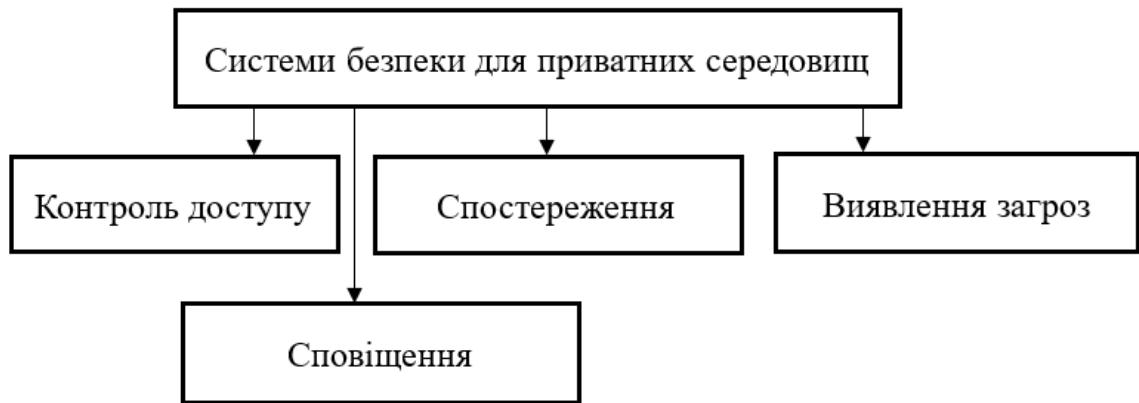 Системи безпеки для приватних середовищ
Контроль доступу
Спостереження
Виявлення загроз
Сповіщення